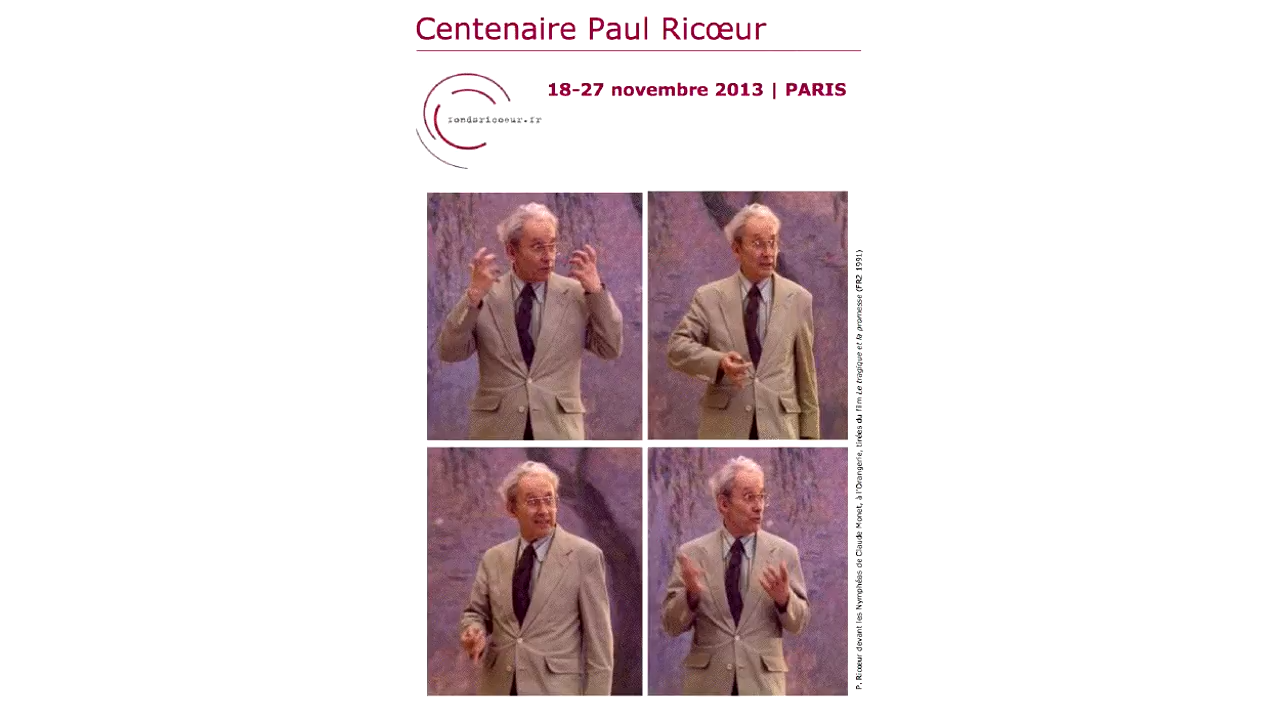 Centenaire Paul Ricœur
18-27 novembre 2013 | PARIS
fondsricoeur.fr
P. Ricœur devant les Nymphéas de Claude Monet, à l'Orangerie, tirées du film Le tragique et la promesse (FR2 1991)